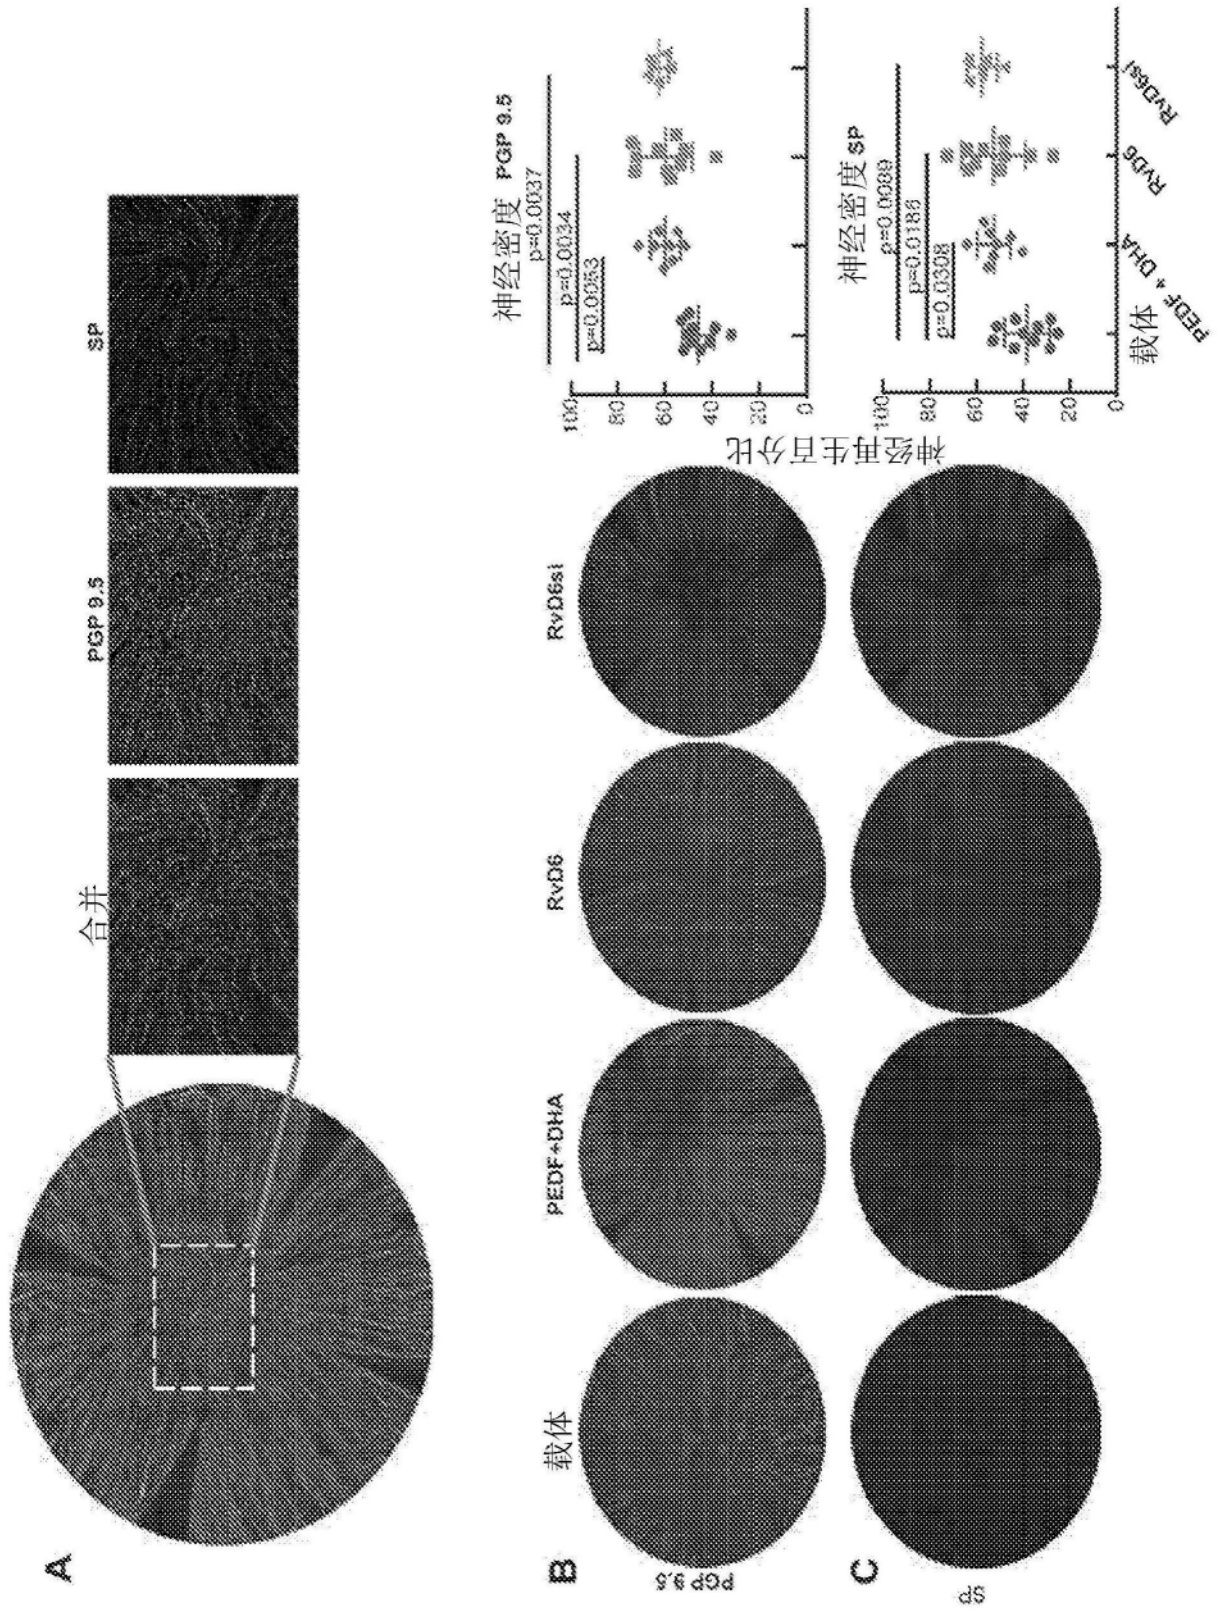 A
合并
PGP 9.5
SP
B
载体
PEDF+DHA
RvD6
RvD6si
PGP 9.5
神经密度 PGP 9.5
p=0.0037
p=0.0034
p=0.0053
100
80
60
40
20
0
神经再生百分比
C
SP
神经密度 SP
p=0.0089
p=0.0186
p=0.0308
100
80
60
40
20
0
载体
PEDF + DHA
RvD6
RvD6si